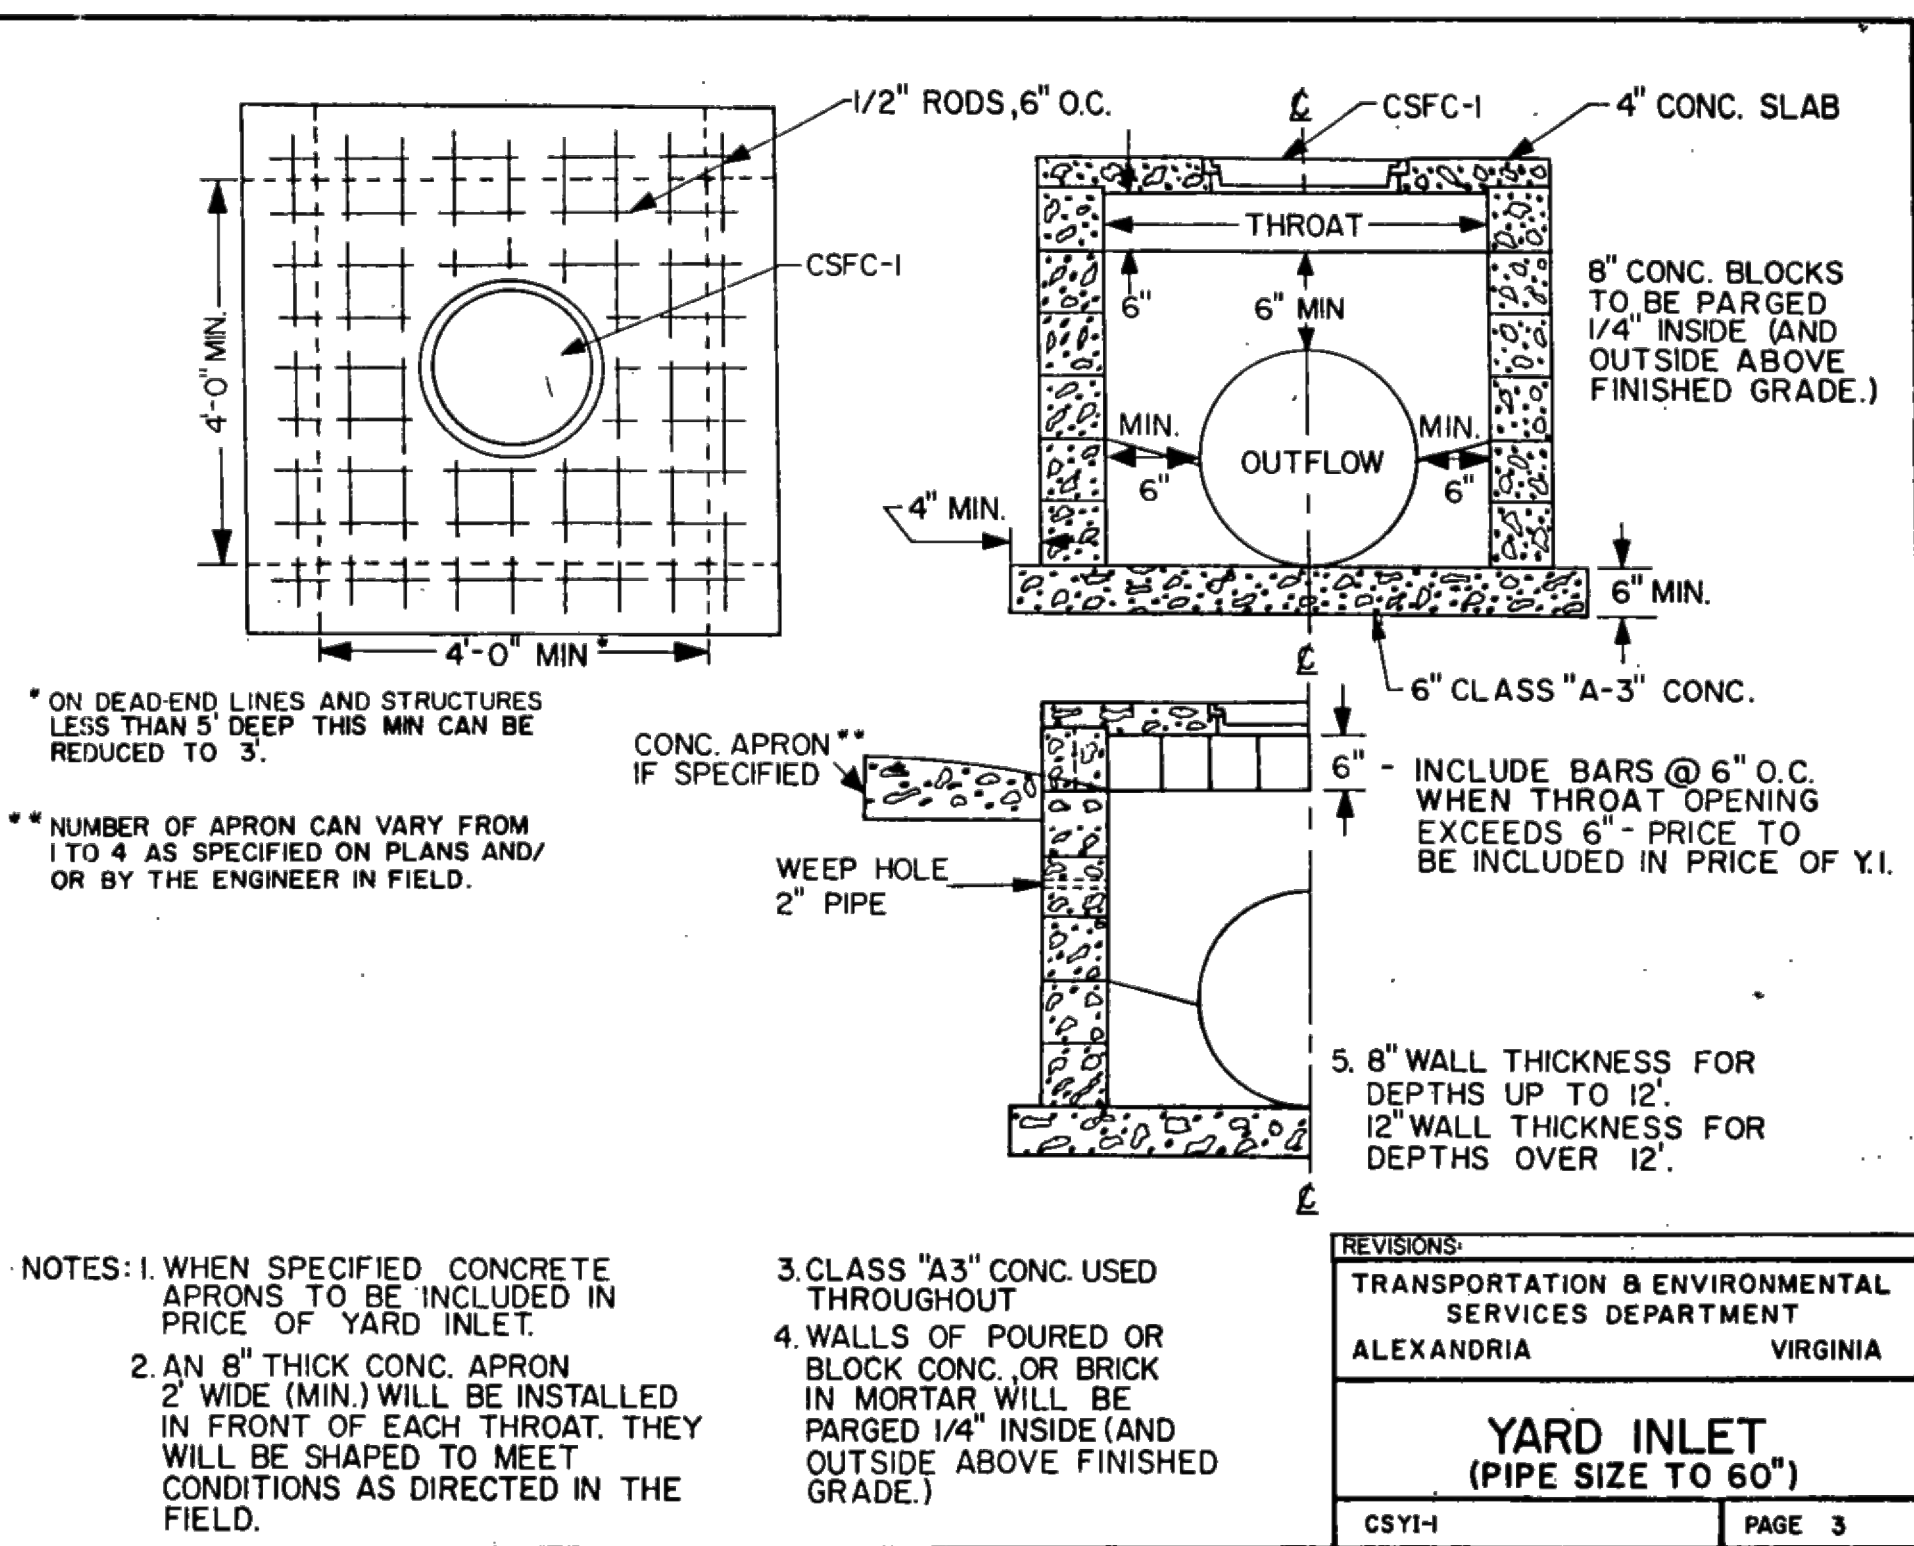 1/2" RODS, 6" O.C.
CSFC-1
4'-0" MIN.
4'-0" MIN *
* ON DEAD-END LINES AND STRUCTURES
LESS THAN 5' DEEP THIS MIN CAN BE
REDUCED TO 3'.
** NUMBER OF APRON CAN VARY FROM
1 TO 4 AS SPECIFIED ON PLANS AND/
OR BY THE ENGINEER IN FIELD.
℄
CSFC-1
4" CONC. SLAB
THROAT
6"
6" MIN
8" CONC. BLOCKS
TO BE PARGED
1/4" INSIDE (AND
OUTSIDE ABOVE
FINISHED GRADE.)
MIN.
6"
OUTFLOW
MIN.
6"
4" MIN.
6" MIN.
℄
6" CLASS "A-3" CONC.
CONC. APRON **
IF SPECIFIED
WEEP HOLE
2" PIPE
6" - INCLUDE BARS @ 6" O.C.
WHEN THROAT OPENING
EXCEEDS 6" - PRICE TO
BE INCLUDED IN PRICE OF Y.I.
℄
5. 8" WALL THICKNESS FOR
DEPTHS UP TO 12'.
12" WALL THICKNESS FOR
DEPTHS OVER 12'.
NOTES: 1. WHEN SPECIFIED CONCRETE
APRONS TO BE INCLUDED IN
PRICE OF YARD INLET.
2. AN 8" THICK CONC. APRON
2' WIDE (MIN.) WILL BE INSTALLED
IN FRONT OF EACH THROAT. THEY
WILL BE SHAPED TO MEET
CONDITIONS AS DIRECTED IN THE
FIELD.
3. CLASS "A3" CONC. USED
THROUGHOUT
4. WALLS OF POURED OR
BLOCK CONC., OR BRICK
IN MORTAR WILL BE
PARGED 1/4" INSIDE (AND
OUTSIDE ABOVE FINISHED
GRADE.)
REVISIONS:
TRANSPORTATION & ENVIRONMENTAL
SERVICES DEPARTMENT
ALEXANDRIA VIRGINIA
YARD INLET
(PIPE SIZE TO 60")
CSYI-1
PAGE 3